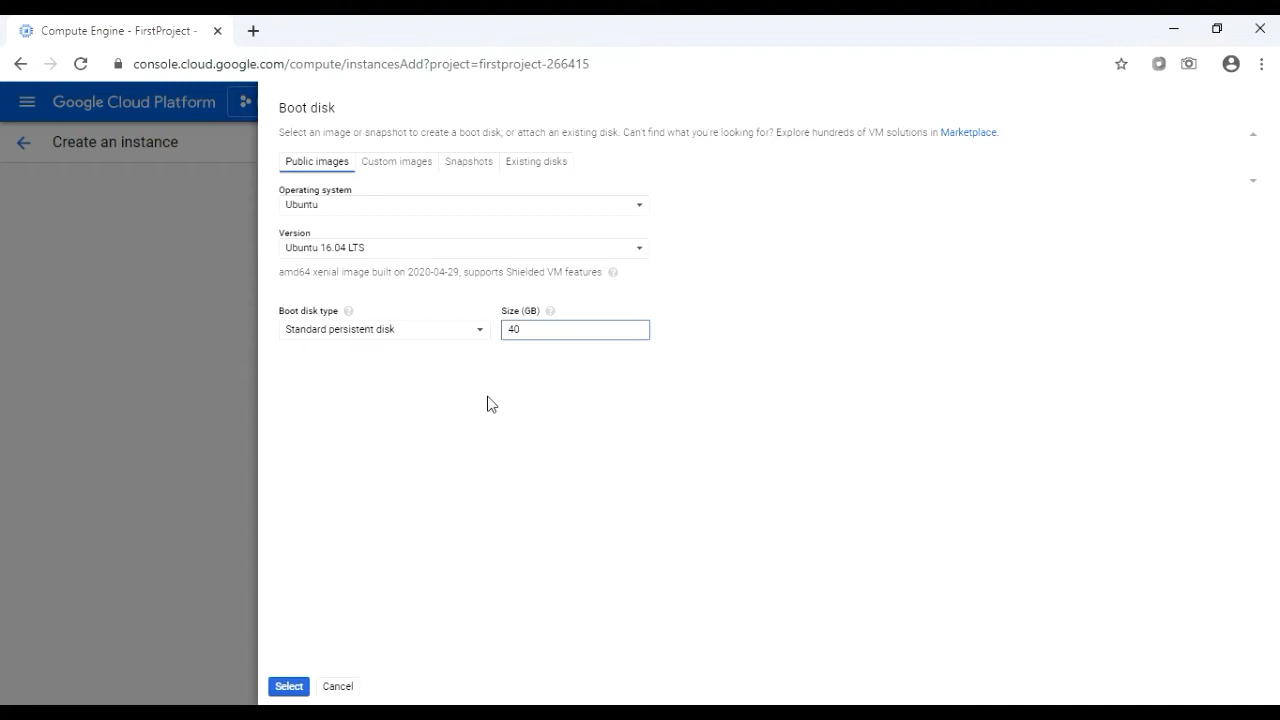 Compute Engine - FirstProject -
console.cloud.google.com/compute/instancesAdd?project=firstproject-266415
Google Cloud Platform
Create an instance
Boot disk
Select an image or snapshot to create a boot disk, or attach an existing disk. Can't find what you're looking for? Explore hundreds of VM solutions in Marketplace.
Public images Custom images Snapshots Existing disks
Operating system
Ubuntu
Version
Ubuntu 16.04 LTS
amd64 xenial image built on 2020-04-29, supports Shielded VM features
Boot disk type Size (GB)
Standard persistent disk 40
Select Cancel